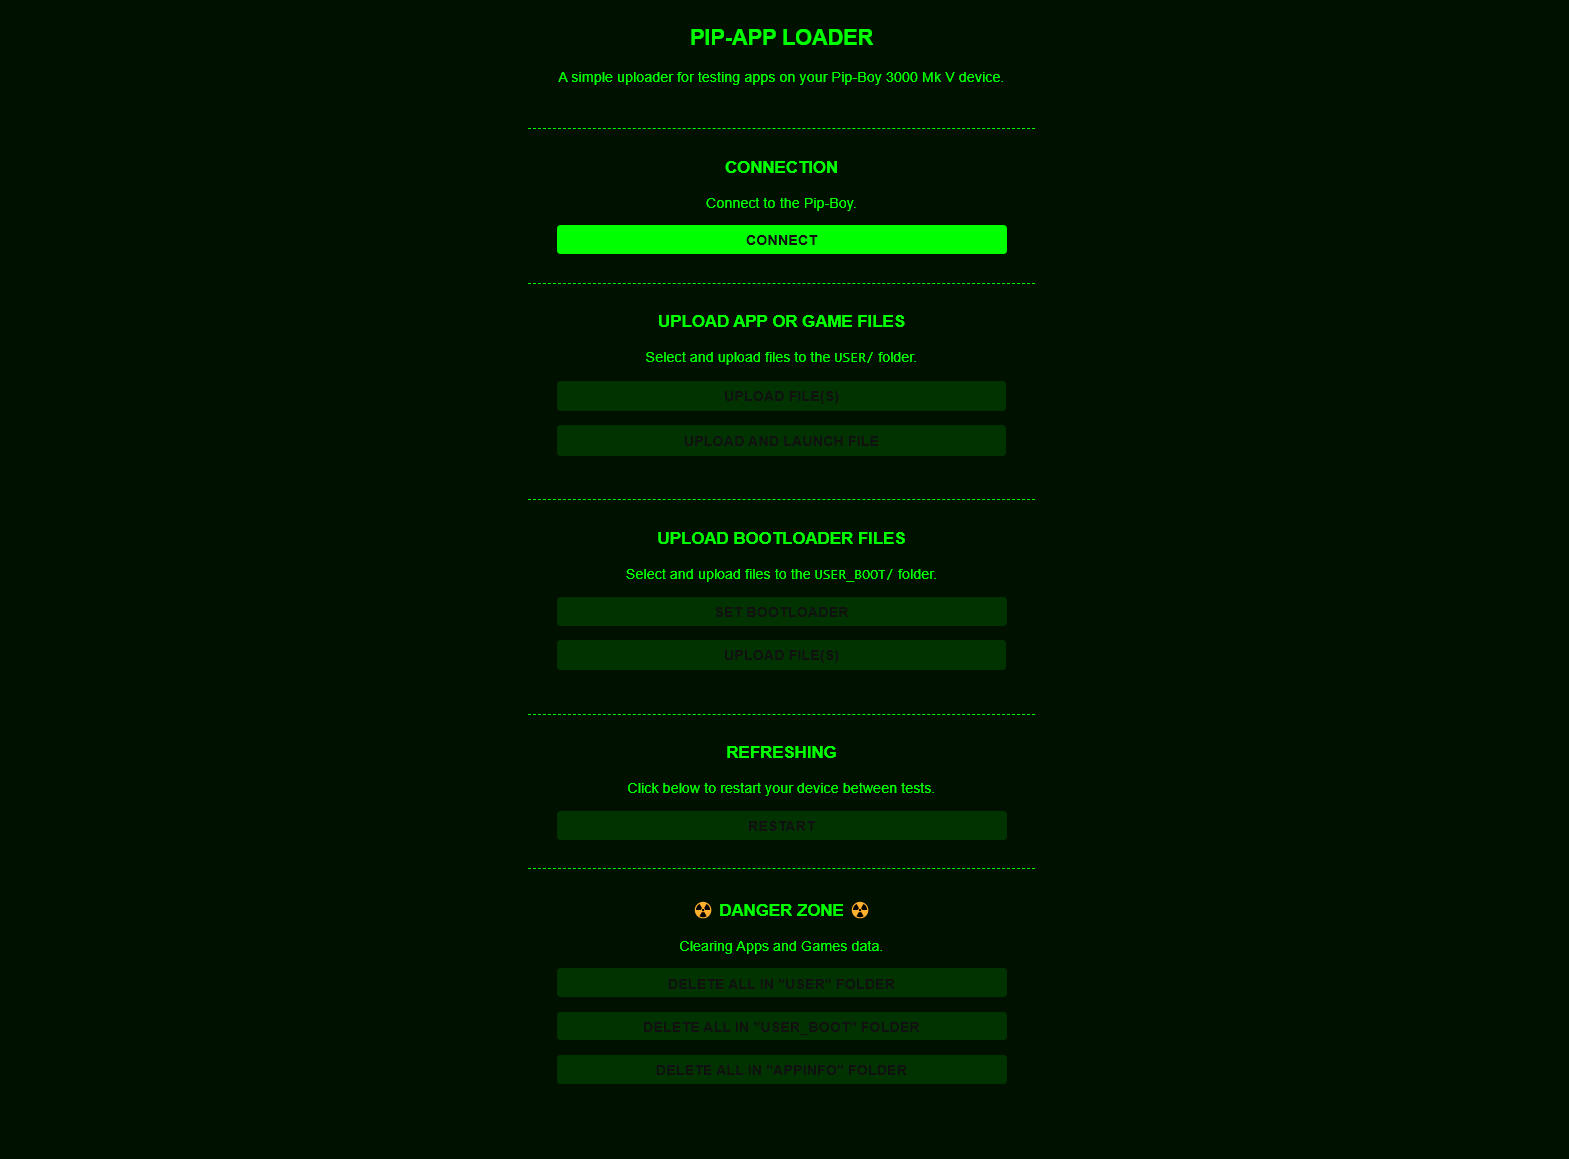 PIP-APP LOADER
A simple uploader for testing apps on your Pip-Boy 3000 Mk V device.
CONNECTION
Connect to the Pip-Boy.
CONNECT
UPLOAD APP OR GAME FILES
Select and upload files to the USER/ folder.
UPLOAD FILE(S)
UPLOAD AND LAUNCH FILE
UPLOAD BOOTLOADER FILES
Select and upload files to the USER_BOOT/ folder.
SET BOOTLOADER
UPLOAD FILE(S)
REFRESHING
Click below to restart your device between tests.
RESTART
☢ DANGER ZONE ☢
Clearing Apps and Games data.
DELETE ALL IN "USER" FOLDER
DELETE ALL IN "USER_BOOT" FOLDER
DELETE ALL IN "APPINFO" FOLDER